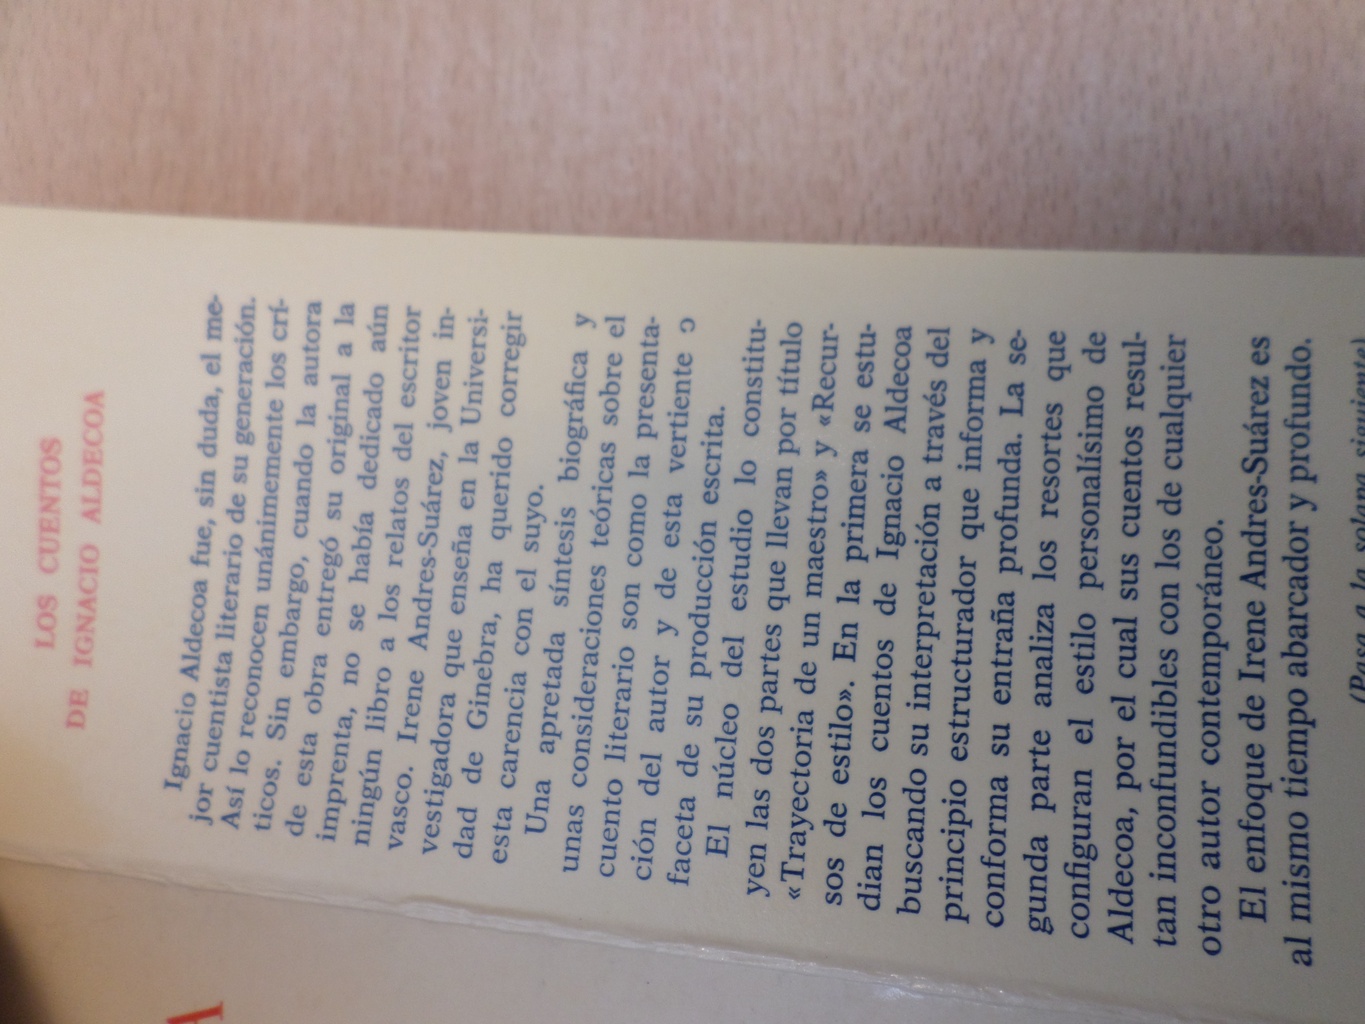 LOS CUENTOS
DE IGNACIO ALDECOA
Ignacio Aldecoa fue, sin duda, el me-
jor cuentista literario de su generación.
Así lo reconocen unánimemente los crí-
ticos. Sin embargo, cuando la autora
de esta obra entregó su original a la
imprenta, no se había dedicado aún
ningún libro a los relatos del escritor
vasco. Irene Andres-Suárez, joven in-
vestigadora que enseña en la Universi-
dad de Ginebra, ha querido corregir
esta carencia con el suyo.
Una apretada síntesis biográfica y
unas consideraciones teóricas sobre el
cuento literario son como la presenta-
ción del autor y de esta vertiente ɔ
faceta de su producción escrita.
El núcleo del estudio lo constitu-
yen las dos partes que llevan por título
«Trayectoria de un maestro» y «Recur-
sos de estilo». En la primera se estu-
dian los cuentos de Ignacio Aldecoa
buscando su interpretación a través del
principio estructurador que informa y
conforma su entraña profunda. La se-
gunda parte analiza los resortes que
configuran el estilo personalísimo de
Aldecoa, por el cual sus cuentos resul-
tan inconfundibles con los de cualquier
otro autor contemporáneo.
El enfoque de Irene Andres-Suárez es
al mismo tiempo abarcador y profundo.
(Pasa a la solapa siguiente)
A